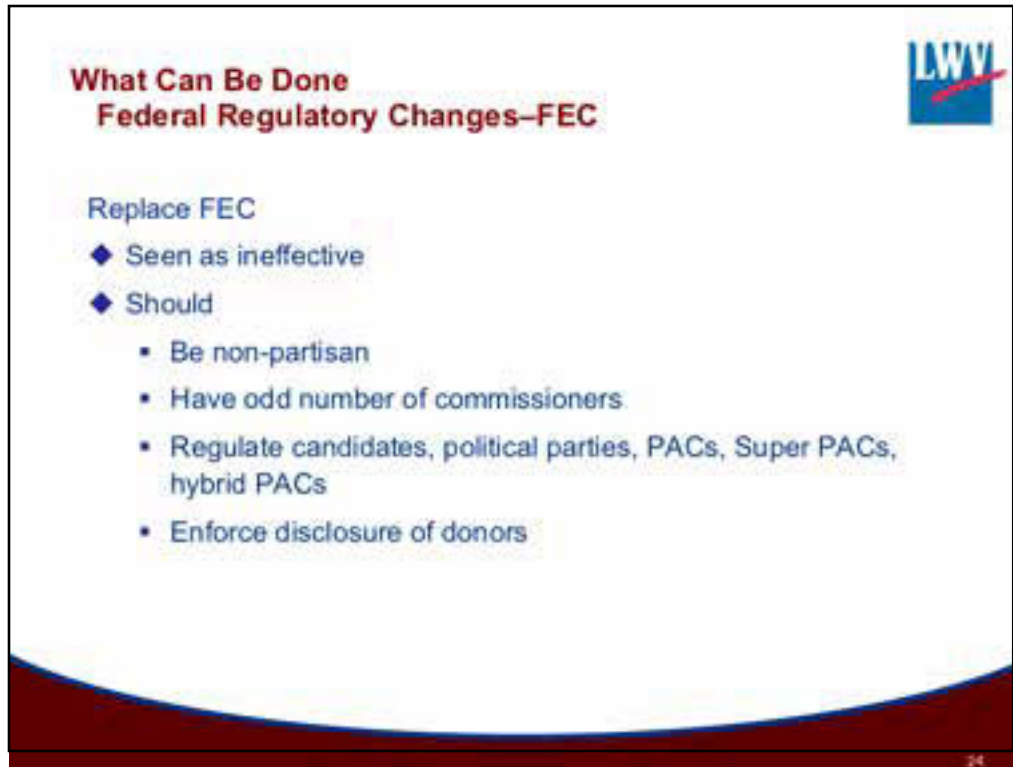 LWV
What Can Be Done
Federal Regulatory Changes–FEC
Replace FEC
◆ Seen as ineffective
◆ Should
▪ Be non-partisan
▪ Have odd number of commissioners
▪ Regulate candidates, political parties, PACs, Super PACs,
hybrid PACs
▪ Enforce disclosure of donors
24